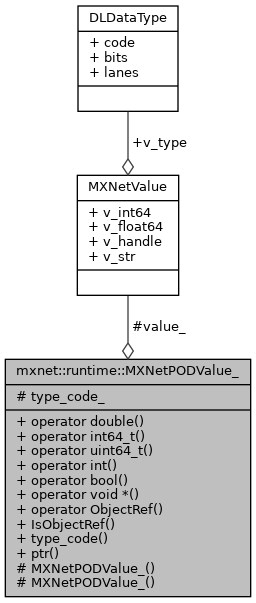 DLDataType
+ code
+ bits
+ lanes
+v_type
MXNetValue
+ v_int64
+ v_float64
+ v_handle
+ v_str
#value_
mxnet::runtime::MXNetPODValue_
# type_code_
+ operator double()
+ operator int64_t()
+ operator uint64_t()
+ operator int()
+ operator bool()
+ operator void *()
+ operator ObjectRef()
+ IsObjectRef()
+ type_code()
+ ptr()
# MXNetPODValue_()
# MXNetPODValue_()